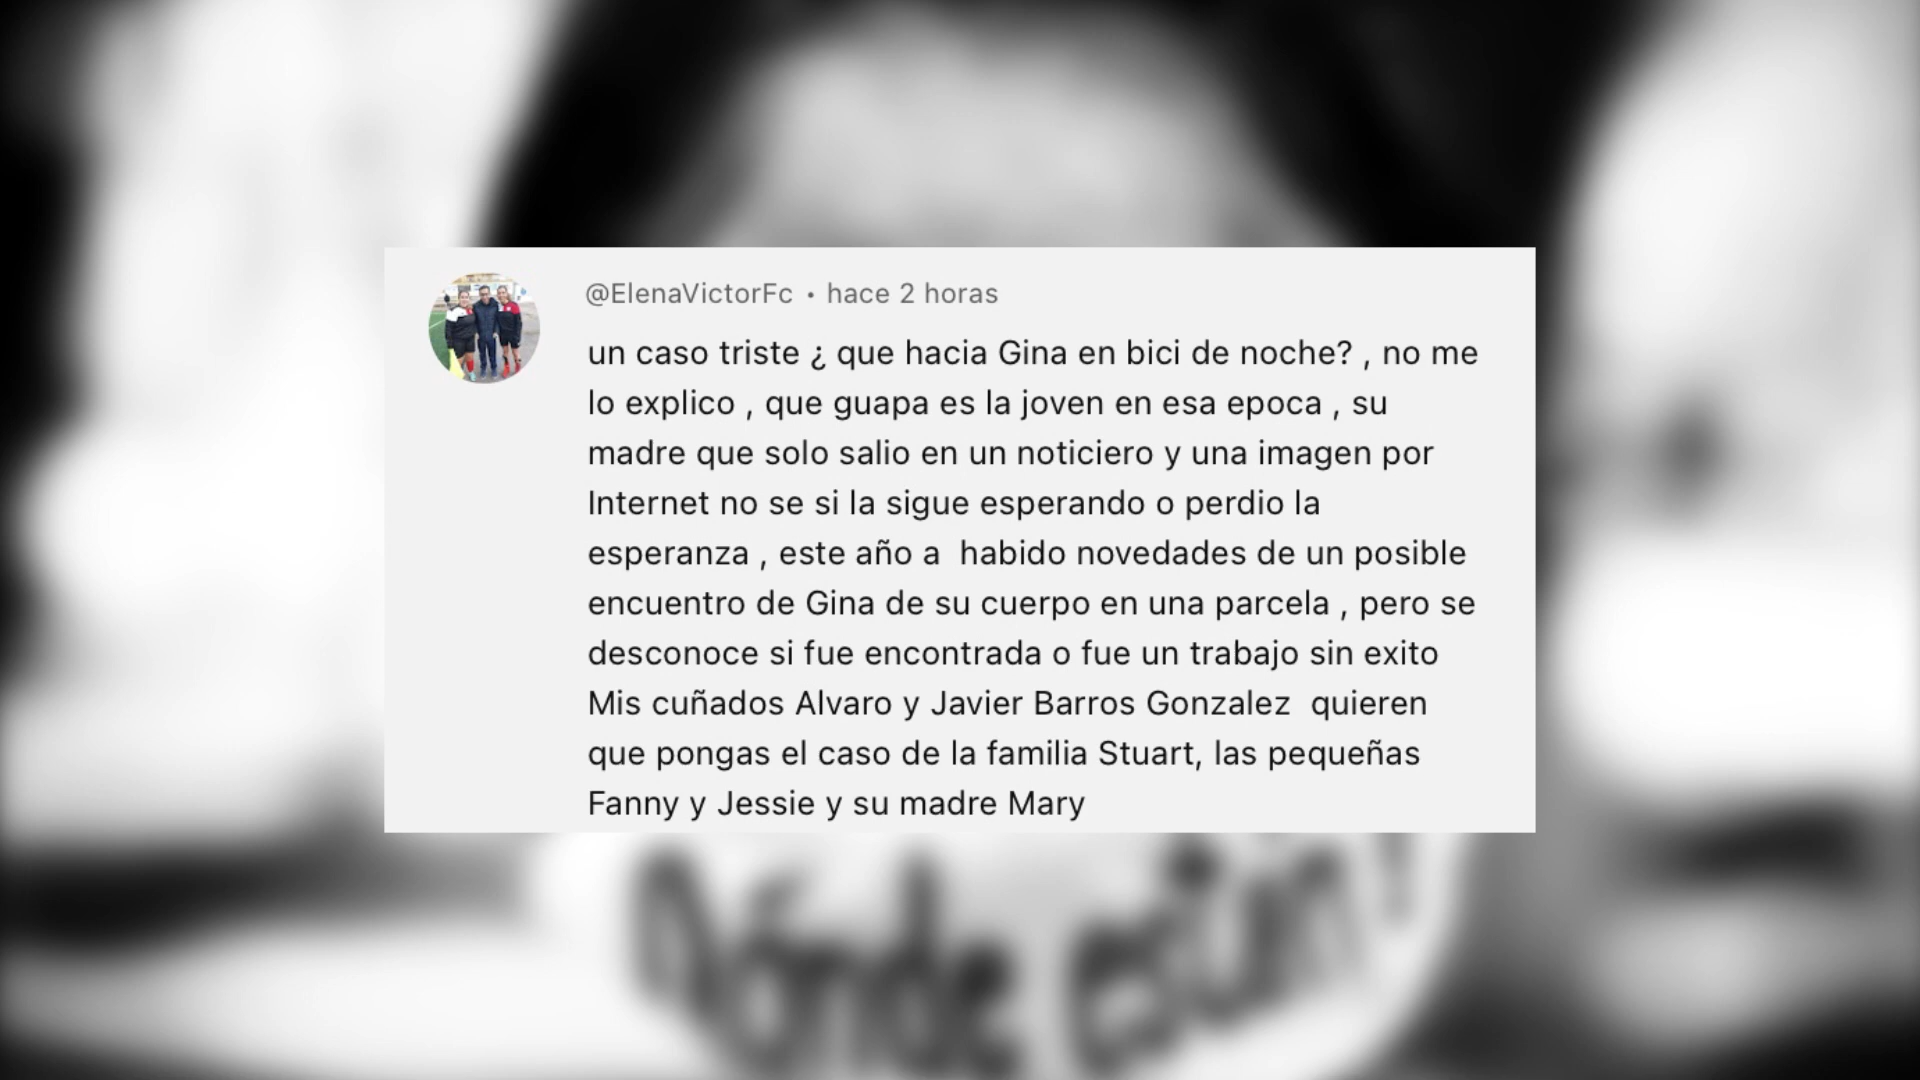 @ElenaVictorFc • hace 2 horas
un caso triste ¿ que hacia Gina en bici de noche? , no me
lo explico , que guapa es la joven en esa epoca , su
madre que solo salio en un noticiero y una imagen por
Internet no se si la sigue esperando o perdio la
esperanza , este año a  habido novedades de un posible
encuentro de Gina de su cuerpo en una parcela , pero se
desconoce si fue encontrada o fue un trabajo sin exito
Mis cuñados Alvaro y Javier Barros Gonzalez  quieren
que pongas el caso de la familia Stuart, las pequeñas
Fanny y Jessie y su madre Mary
Dónde